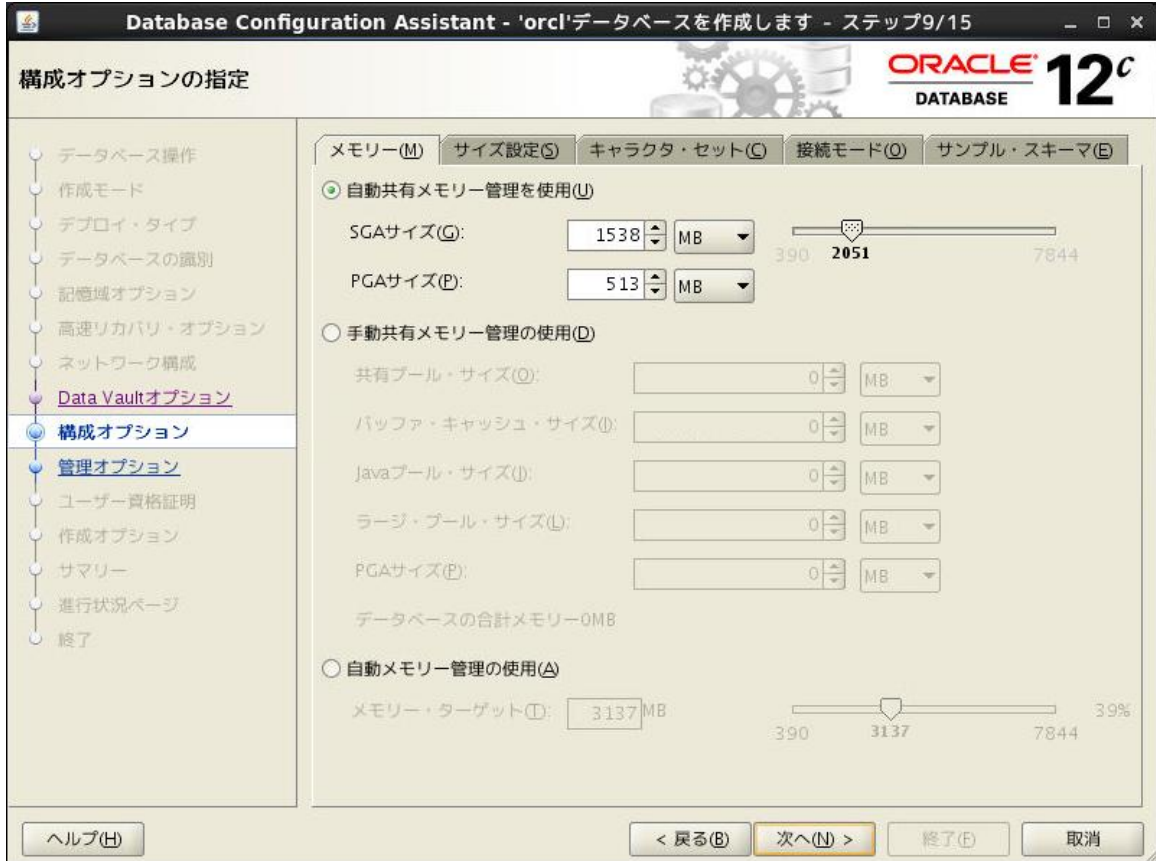 Database Configuration Assistant - 'orcl'データベースを作成します - ステップ9/15
構成オプションの指定
ORACLE
DATABASE
12c
データベース操作
作成モード
デプロイ・タイプ
データベースの識別
記憶域オプション
高速リカバリ・オプション
ネットワーク構成
Data Vaultオプション
構成オプション
管理オプション
ユーザー資格証明
作成オプション
サマリー
進行状況ページ
終了
メモリー(M) サイズ設定(S) キャラクタ・セット(C) 接続モード(O) サンプル・スキーマ(E)
自動共有メモリー管理を使用(U)
SGAサイズ(G): 1538 MB
390 2051 7844
PGAサイズ(P): 513 MB
手動共有メモリー管理の使用(D)
共有プール・サイズ(O): 0 MB
バッファ・キャッシュ・サイズ(I): 0 MB
Javaプール・サイズ(J): 0 MB
ラージ・プール・サイズ(L): 0 MB
PGAサイズ(P): 0 MB
データベースの合計メモリー0MB
自動メモリー管理の使用(A)
メモリー・ターゲット(T): 3137 MB 39%
390 3137 7844
ヘルプ(H) < 戻る(B) 次へ(N) > 終了(F) 取消